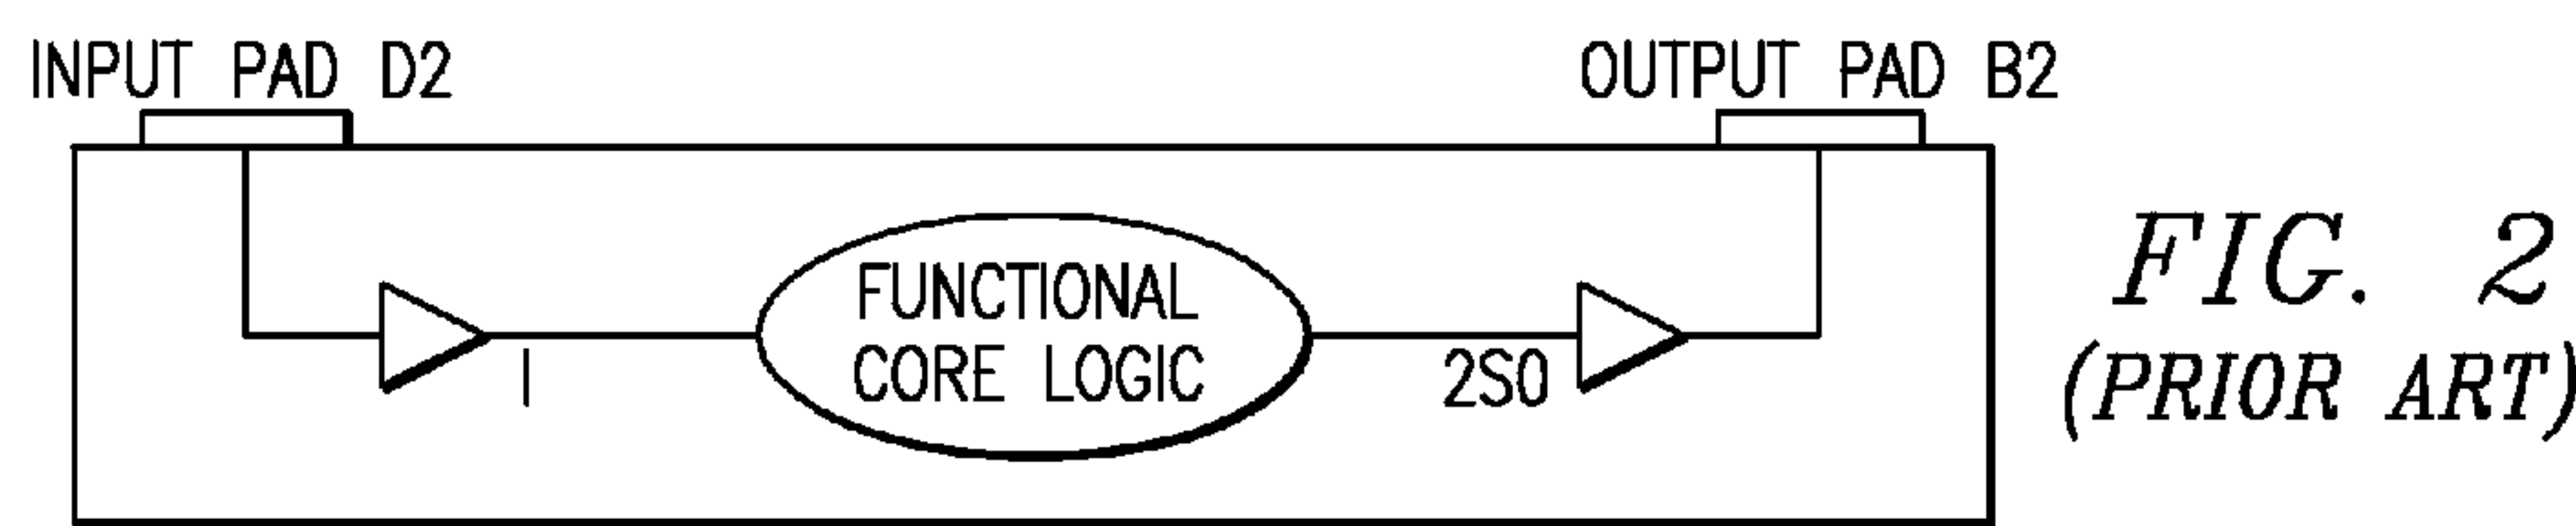 INPUT PAD D2
OUTPUT PAD B2
FUNCTIONAL
CORE LOGIC
I
2SO
FIG. 2
(PRIOR ART)